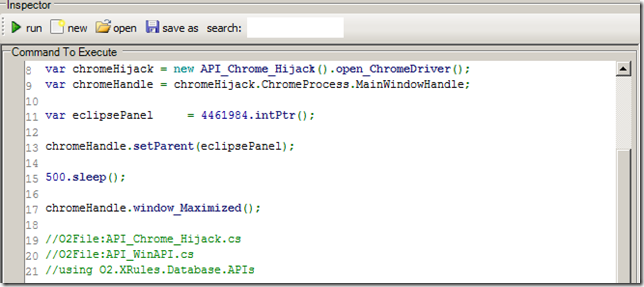 Inspector
run new open save as search:
Command To Execute
8 var chromeHijack = new API_Chrome_Hijack().open_ChromeDriver();
9 var chromeHandle = chromeHijack.ChromeProcess.MainWindowHandle;
10
11 var eclipsePanel     = 4461984.intPtr();
12
13 chromeHandle.setParent(eclipsePanel);
14
15 500.sleep();
16
17 chromeHandle.window_Maximized();
18
19 //O2File:API_Chrome_Hijack.cs
20 //O2File:API_WinAPI.cs
21 //using O2.XRules.Database.APIs